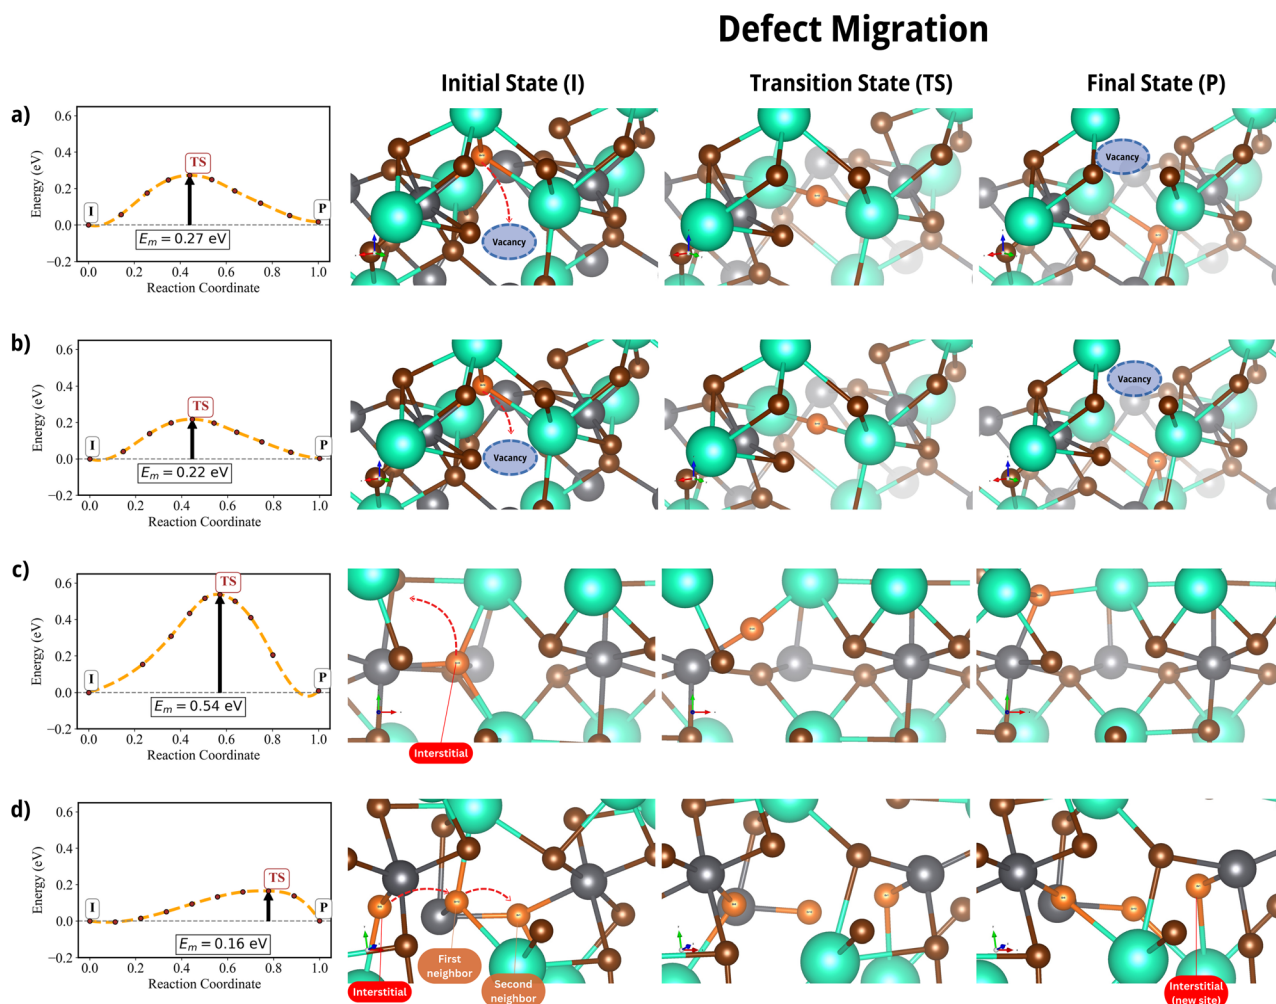 Defect Migration
Initial State (I)
Transition State (TS)
Final State (P)
a)
0.6
0.4
0.2
0.0
−0.2
Energy (eV)
I
TS
P
Em = 0.27 eV
0.0 0.2 0.4 0.6 0.8 1.0
Reaction Coordinate
Vacancy
Vacancy
b)
0.6
0.4
0.2
0.0
−0.2
Energy (eV)
I
TS
P
Em = 0.22 eV
0.0 0.2 0.4 0.6 0.8 1.0
Reaction Coordinate
Vacancy
Vacancy
c)
0.6
0.4
0.2
0.0
−0.2
Energy (eV)
I
TS
P
Em = 0.54 eV
0.0 0.2 0.4 0.6 0.8 1.0
Reaction Coordinate
Interstitial
d)
0.6
0.4
0.2
0.0
−0.2
Energy (eV)
I
TS
P
Em = 0.16 eV
0.0 0.2 0.4 0.6 0.8 1.0
Reaction Coordinate
Interstitial
First
neighbor
Second
neighbor
Interstitial
(new site)